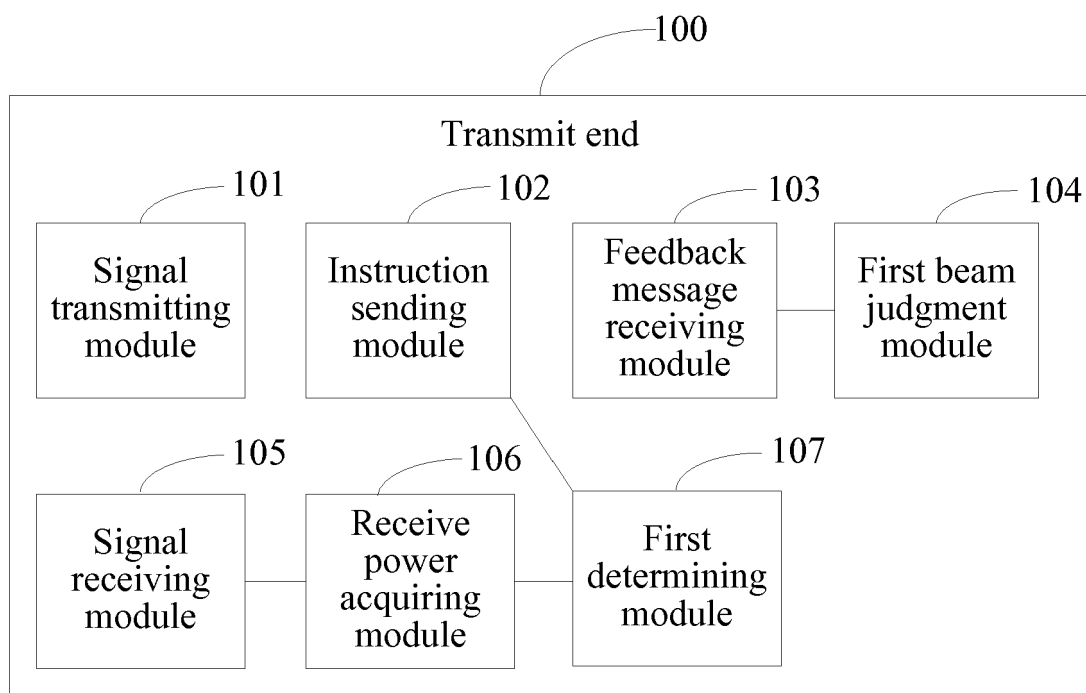 100
Transmit end
101
102
103
104
Signal
transmitting
module
Instruction
sending
module
Feedback
message
receiving
module
First beam
judgment
module
105
106
107
Signal
receiving
module
Receive
power
acquiring
module
First
determining
module